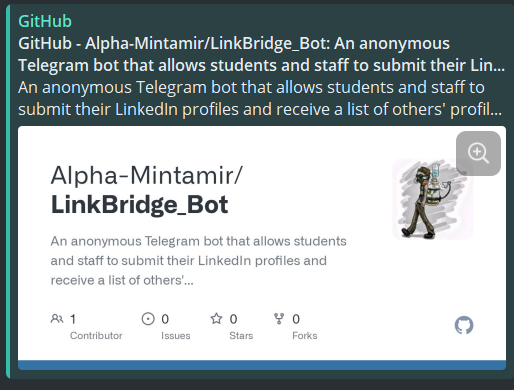 GitHub
GitHub - Alpha-Mintamir/LinkBridge_Bot: An anonymous
Telegram bot that allows students and staff to submit their Lin...
An anonymous Telegram bot that allows students and staff to
submit their LinkedIn profiles and receive a list of others' profil...
Alpha-Mintamir/
LinkBridge_Bot
An anonymous Telegram bot that allows students
and staff to submit their LinkedIn profiles and
receive a list of others'...
1 0 0 0
Contributor Issues Stars Forks